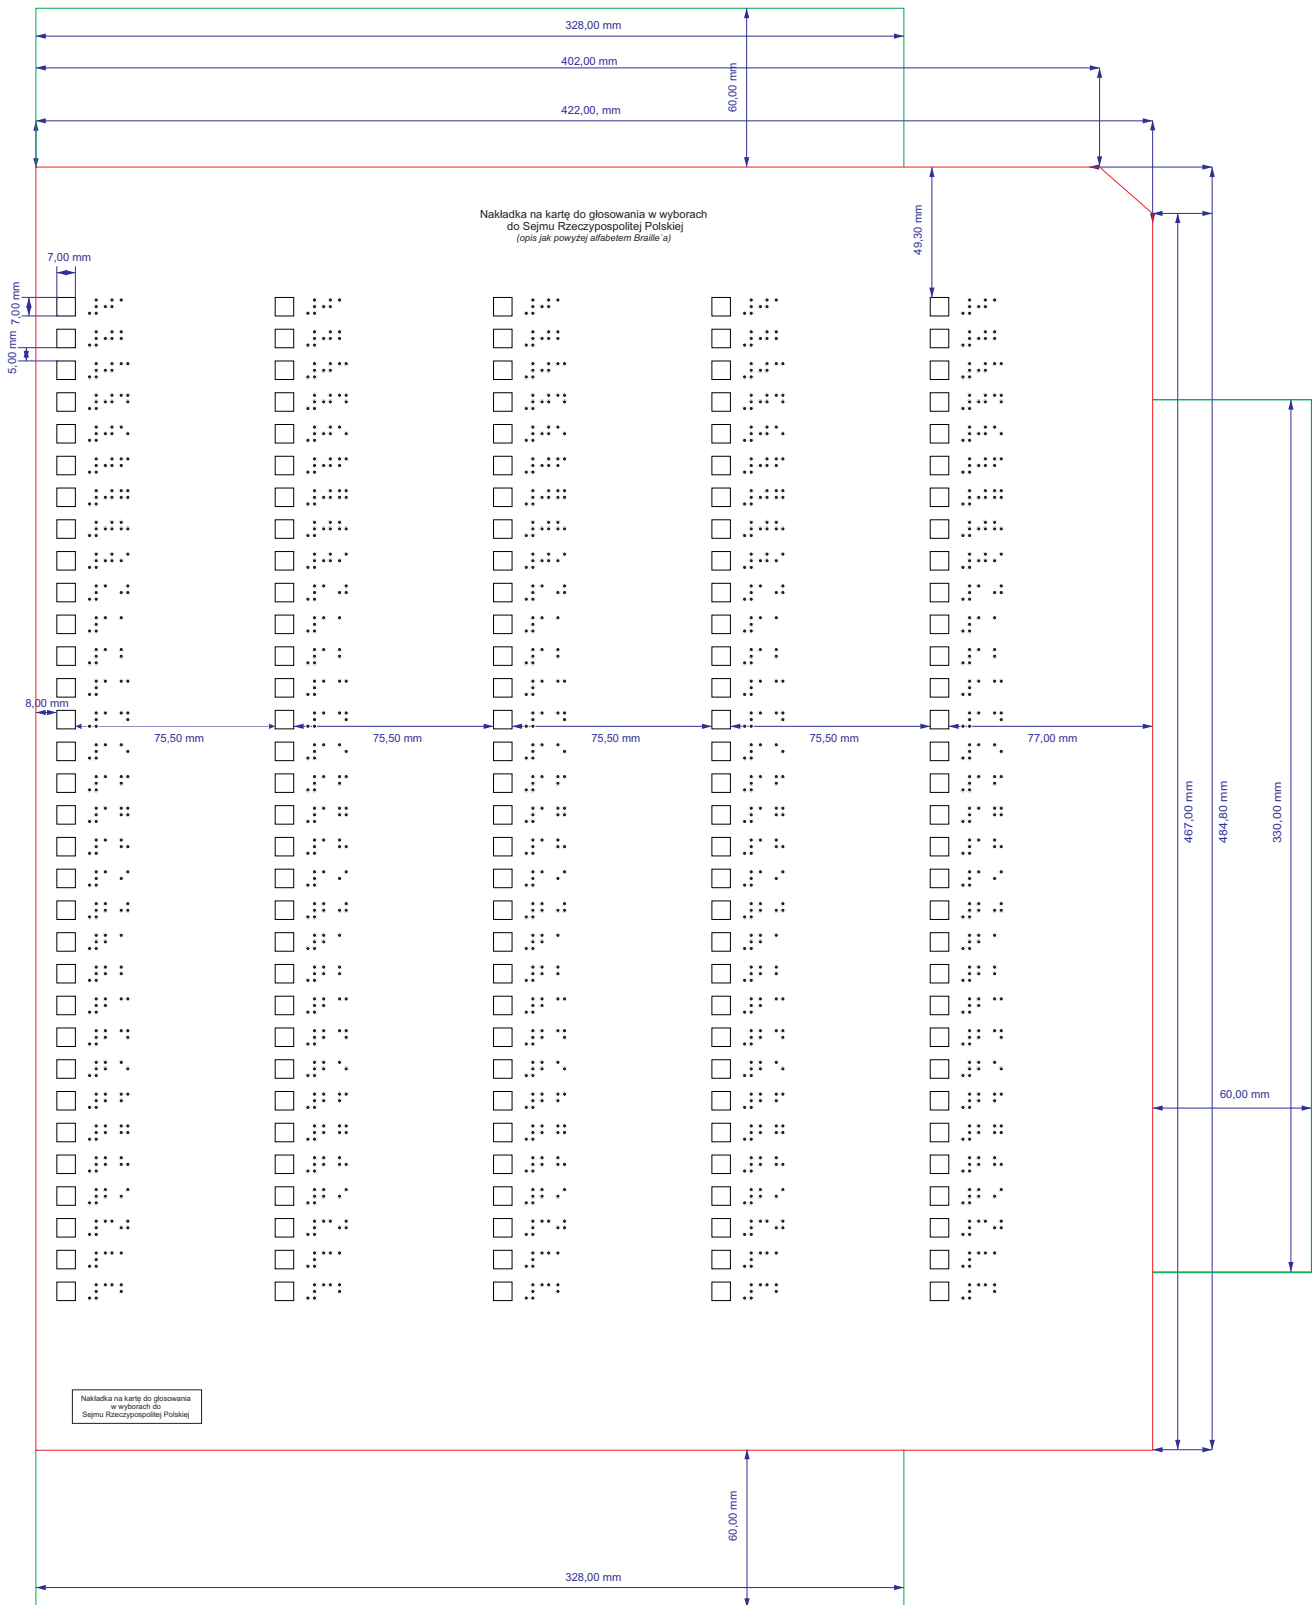 328,00 mm
402,00 mm
60,00 mm
422,00, mm
Nakładka na kartę do głosowania w wyborach
do Sejmu Rzeczypospolitej Polskiej
(opis jak powyżej alfabetem Braille`a)
49,30 mm
7,00 mm
7,00 mm
5,00 mm
⠼⠚⠁ ⠼⠚⠁ ⠼⠚⠁ ⠼⠚⠁ ⠼⠚⠁
⠼⠚⠃ ⠼⠚⠃ ⠼⠚⠃ ⠼⠚⠃ ⠼⠚⠃
⠼⠚⠉ ⠼⠚⠉ ⠼⠚⠉ ⠼⠚⠉ ⠼⠚⠉
⠼⠚⠙ ⠼⠚⠙ ⠼⠚⠙ ⠼⠚⠙ ⠼⠚⠙
⠼⠚⠑ ⠼⠚⠑ ⠼⠚⠑ ⠼⠚⠑ ⠼⠚⠑
⠼⠚⠋ ⠼⠚⠋ ⠼⠚⠋ ⠼⠚⠋ ⠼⠚⠋
⠼⠚⠛ ⠼⠚⠛ ⠼⠚⠛ ⠼⠚⠛ ⠼⠚⠛
⠼⠚⠓ ⠼⠚⠓ ⠼⠚⠓ ⠼⠚⠓ ⠼⠚⠓
⠼⠚⠊ ⠼⠚⠊ ⠼⠚⠊ ⠼⠚⠊ ⠼⠚⠊
⠼⠁⠚ ⠼⠁⠚ ⠼⠁⠚ ⠼⠁⠚ ⠼⠁⠚
⠼⠁⠁ ⠼⠁⠁ ⠼⠁⠁ ⠼⠁⠁ ⠼⠁⠁
⠼⠁⠃ ⠼⠁⠃ ⠼⠁⠃ ⠼⠁⠃ ⠼⠁⠃
⠼⠁⠉ ⠼⠁⠉ ⠼⠁⠉ ⠼⠁⠉ ⠼⠁⠉
8,00 mm
⠼⠁⠙ ⠼⠁⠙ ⠼⠁⠙ ⠼⠁⠙ ⠼⠁⠙
75,50 mm 75,50 mm 75,50 mm 75,50 mm 77,00 mm
⠼⠁⠑ ⠼⠁⠑ ⠼⠁⠑ ⠼⠁⠑ ⠼⠁⠑
⠼⠁⠋ ⠼⠁⠋ ⠼⠁⠋ ⠼⠁⠋ ⠼⠁⠋
⠼⠁⠛ ⠼⠁⠛ ⠼⠁⠛ ⠼⠁⠛ ⠼⠁⠛
467,00 mm
484,80 mm
330,00 mm
⠼⠁⠓ ⠼⠁⠓ ⠼⠁⠓ ⠼⠁⠓ ⠼⠁⠓
⠼⠁⠊ ⠼⠁⠊ ⠼⠁⠊ ⠼⠁⠊ ⠼⠁⠊
⠼⠃⠚ ⠼⠃⠚ ⠼⠃⠚ ⠼⠃⠚ ⠼⠃⠚
⠼⠃⠁ ⠼⠃⠁ ⠼⠃⠁ ⠼⠃⠁ ⠼⠃⠁
⠼⠃⠃ ⠼⠃⠃ ⠼⠃⠃ ⠼⠃⠃ ⠼⠃⠃
⠼⠃⠉ ⠼⠃⠉ ⠼⠃⠉ ⠼⠃⠉ ⠼⠃⠉
⠼⠃⠙ ⠼⠃⠙ ⠼⠃⠙ ⠼⠃⠙ ⠼⠃⠙
⠼⠃⠑ ⠼⠃⠑ ⠼⠃⠑ ⠼⠃⠑ ⠼⠃⠑
⠼⠃⠋ ⠼⠃⠋ ⠼⠃⠋ ⠼⠃⠋ ⠼⠃⠋
60,00 mm
⠼⠃⠛ ⠼⠃⠛ ⠼⠃⠛ ⠼⠃⠛ ⠼⠃⠛
⠼⠃⠓ ⠼⠃⠓ ⠼⠃⠓ ⠼⠃⠓ ⠼⠃⠓
⠼⠃⠊ ⠼⠃⠊ ⠼⠃⠊ ⠼⠃⠊ ⠼⠃⠊
⠼⠉⠚ ⠼⠉⠚ ⠼⠉⠚ ⠼⠉⠚ ⠼⠉⠚
⠼⠉⠁ ⠼⠉⠁ ⠼⠉⠁ ⠼⠉⠁ ⠼⠉⠁
⠼⠉⠃ ⠼⠉⠃ ⠼⠉⠃ ⠼⠉⠃ ⠼⠉⠃
Nakładka na kartę do głosowania
w wyborach do
Sejmu Rzeczypospolitej Polskiej
60,00 mm
328,00 mm